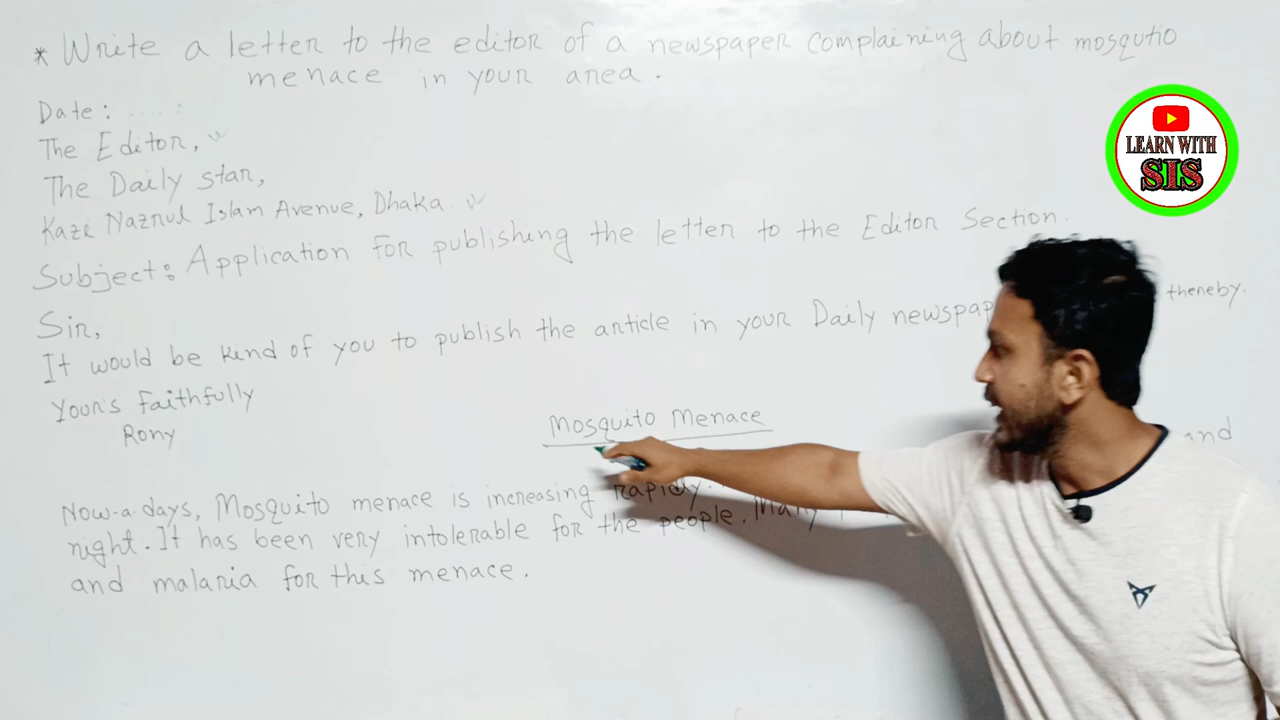 * Write a letter to the editor of a newspaper complaining about mosqutio
menace in your area.
Date: .....:
The Editor,
The Daily star,
Kazi Nazrul Islam Avenue, Dhaka.
Subject: Application for publishing the letter to the Editor Section.
Sir,
It would be kind of you to publish the article in your Daily newspap thereby.
Your's Faithfully
Rony
Mosquito Menace
Now-a-days, Mosquito menace is increasing rapidly. and
night. It has been very intolerable for the people. Many
and malaria for this menace.
LEARN WITH
SIS